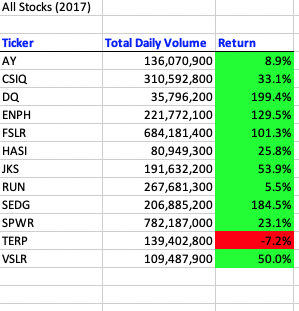 All Stocks (2017)
Ticker Total Daily Volume Return
AY 136,070,900 8.9%
CSIQ 310,592,800 33.1%
DQ 35,796,200 199.4%
ENPH 221,772,100 129.5%
FSLR 684,181,400 101.3%
HASI 80,949,300 25.8%
JKS 191,632,200 53.9%
RUN 267,681,300 5.5%
SEDG 206,885,200 184.5%
SPWR 782,187,000 23.1%
TERP 139,402,800 -7.2%
VSLR 109,487,900 50.0%